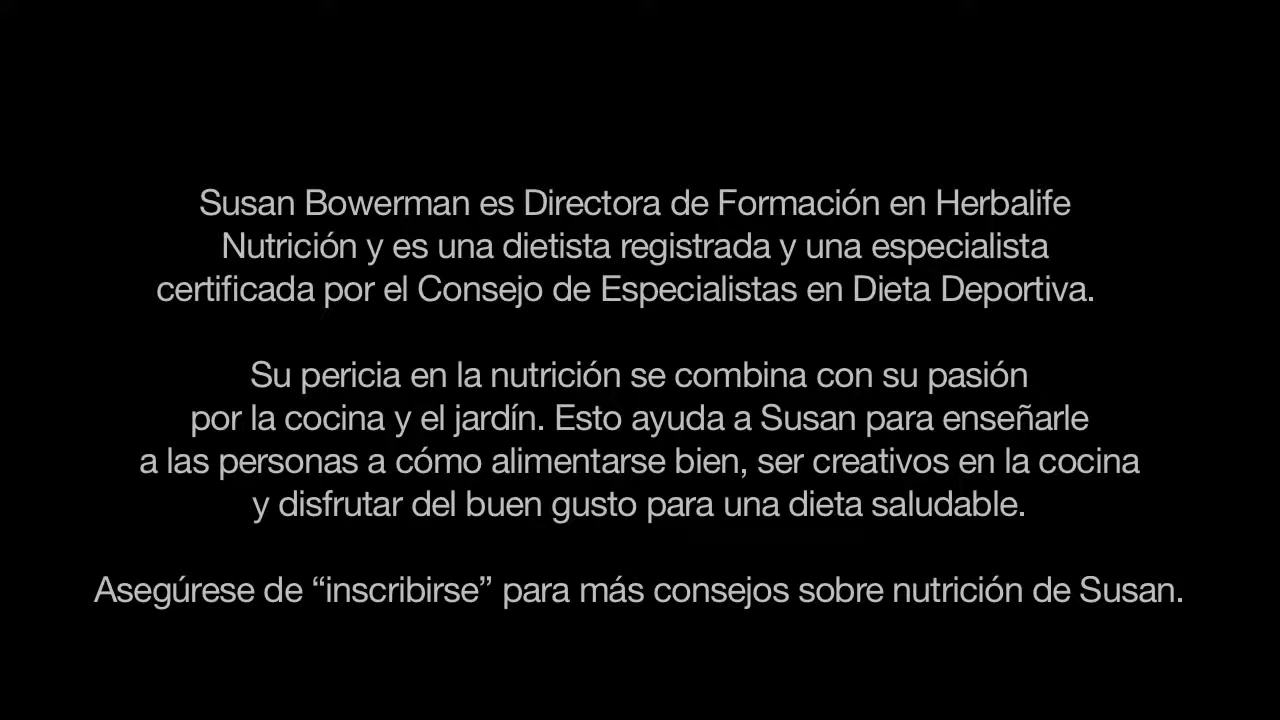 Susan Bowerman es Directora de Formación en Herbalife
Nutrición y es una dietista registrada y una especialista
certificada por el Consejo de Especialistas en Dieta Deportiva.
Su pericia en la nutrición se combina con su pasión
por la cocina y el jardín. Esto ayuda a Susan para enseñarle
a las personas a cómo alimentarse bien, ser creativos en la cocina
y disfrutar del buen gusto para una dieta saludable.
Asegúrese de “inscribirse” para más consejos sobre nutrición de Susan.